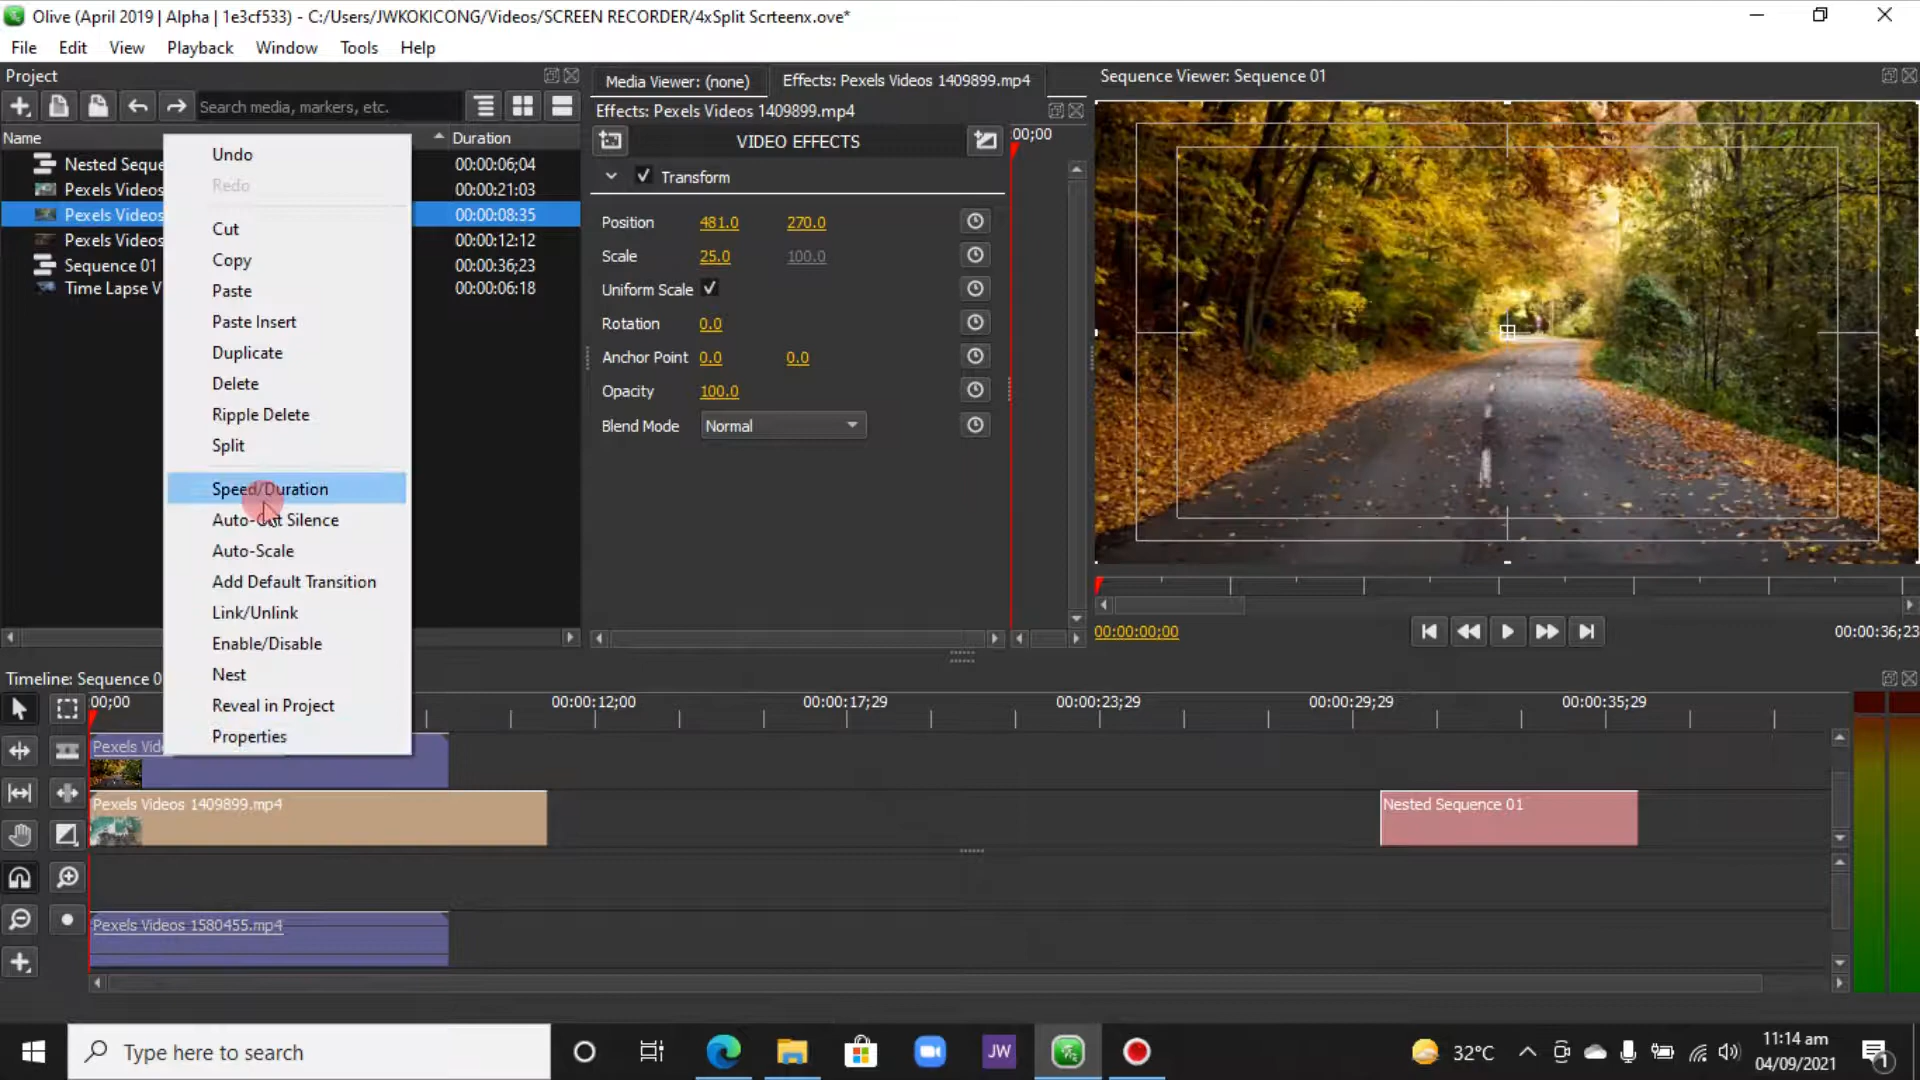 Olive (April 2019 | Alpha | 1e3cf533) - C:/Users/JWKOKICONG/Videos/SCREEN RECORDER/4xSplit Scrteenx.ove*
File Edit View Playback Window Tools Help
Project
Search media, markers, etc.
Name Duration
Nested Seque 00:00:06;04
Pexels Videos 00:00:21:03
Pexels Videos 00:00:08:35
Pexels Videos 00:00:12:12
Sequence 01 00:00:36;23
Time Lapse V 00:00:06:18
Undo
Redo
Cut
Copy
Paste
Paste Insert
Duplicate
Delete
Ripple Delete
Split
Speed/Duration
Auto-Cut Silence
Auto-Scale
Add Default Transition
Link/Unlink
Enable/Disable
Nest
Reveal in Project
Properties
Media Viewer: (none) Effects: Pexels Videos 1409899.mp4
Effects: Pexels Videos 1409899.mp4
VIDEO EFFECTS
:00;00
Transform
Position 481.0 270.0
Scale 25.0 100.0
Uniform Scale
Rotation 0.0
Anchor Point 0.0 0.0
Opacity 100.0
Blend Mode Normal
Sequence Viewer: Sequence 01
00:00:00;00
00:00:36;23
Timeline: Sequence 0
:00;00 00:00:12;00 00:00:17;29 00:00:23;29 00:00:29;29 00:00:35;29
Pexels Vid
Pexels Videos 1409899.mp4
Nested Sequence 01
Pexels Videos 1580455.mp4
Type here to search
JW
32°C
11:14 am
04/09/2021
1